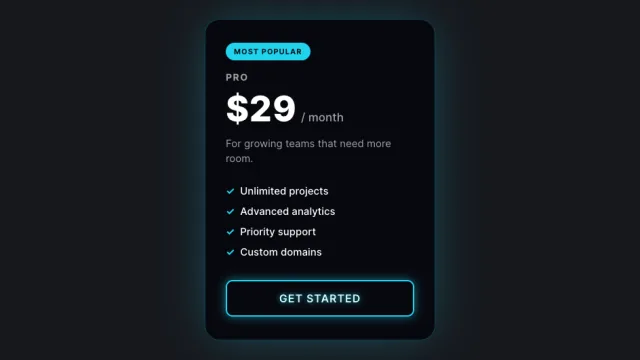 MOST POPULAR
PRO
$29 / month
For growing teams that need more
room.
✓ Unlimited projects
✓ Advanced analytics
✓ Priority support
✓ Custom domains
GET STARTED